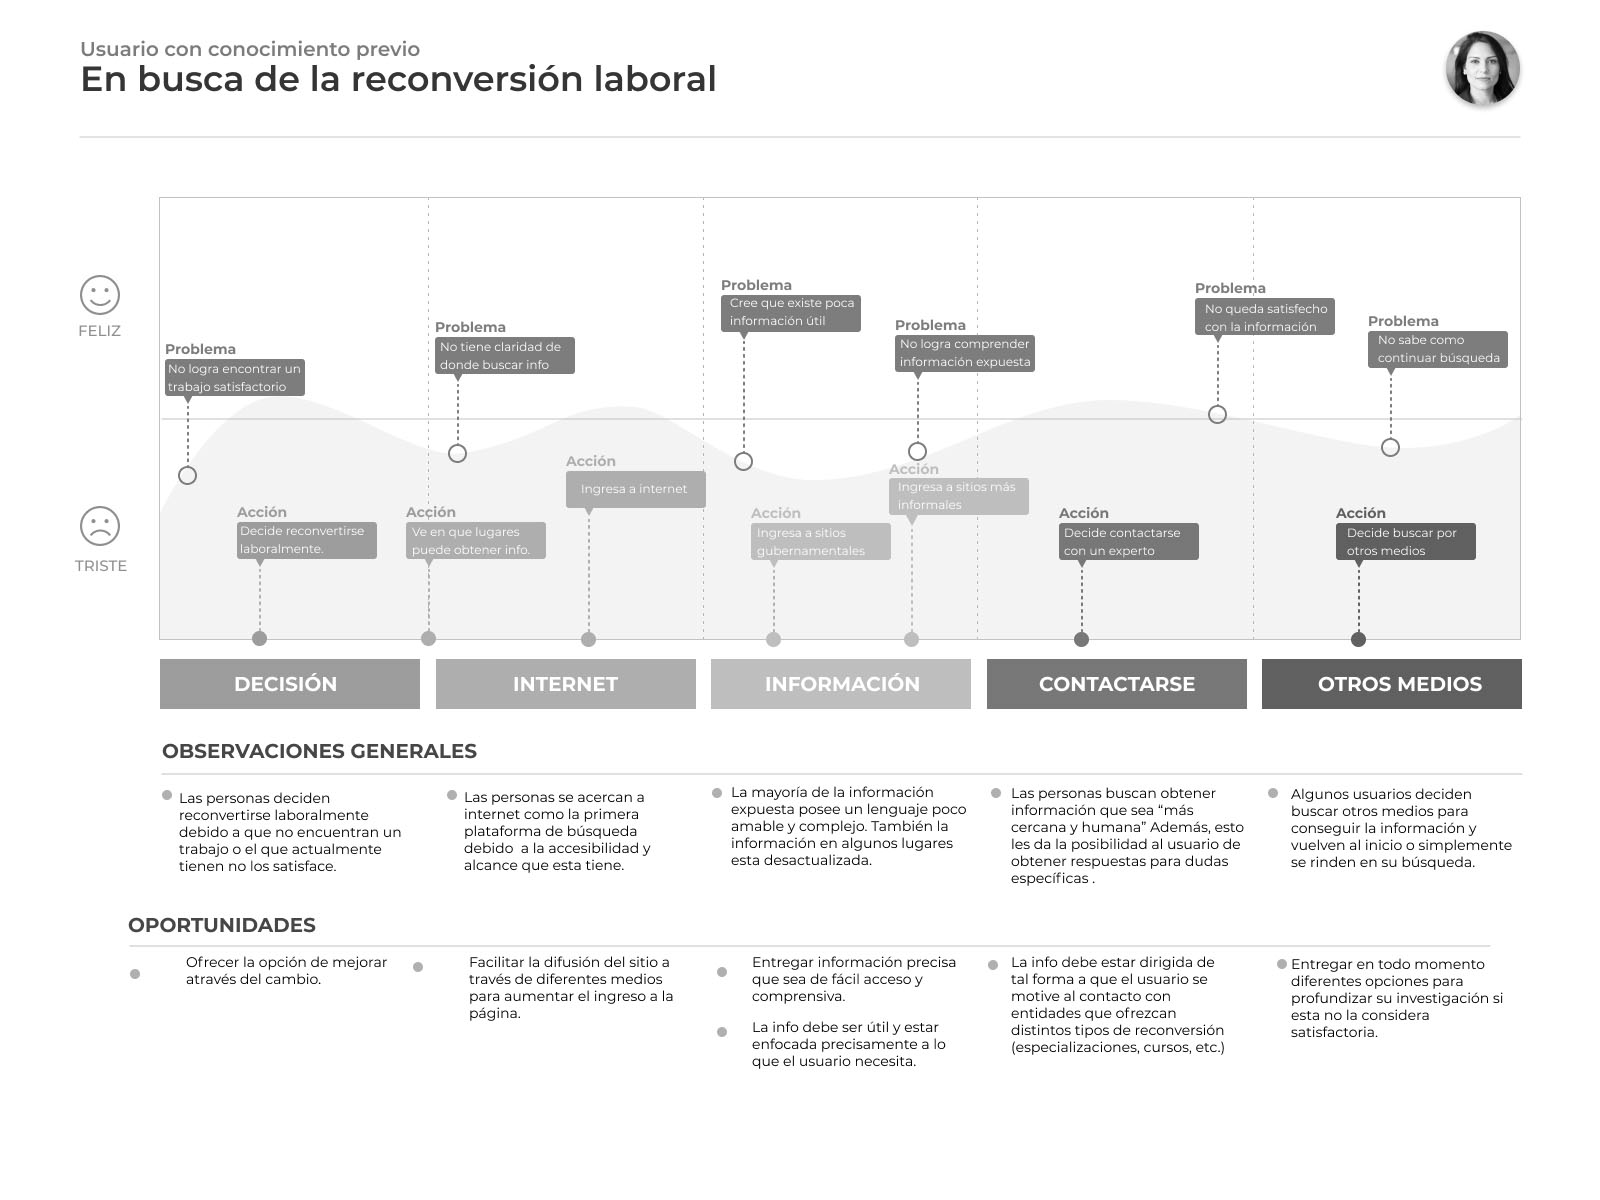 Usuario con conocimiento previo
En busca de la reconversión laboral
FELIZ
TRISTE
Problema
No logra encontrar un
trabajo satisfactorio
Problema
No tiene claridad de
donde buscar info
Problema
Cree que existe poca
información útil
Problema
No logra comprender
información expuesta
Problema
No queda satisfecho
con la información
Problema
No sabe como
continuar búsqueda
Acción
Decide reconvertirse
laboralmente.
Acción
Ve en que lugares
puede obtener info.
Acción
Ingresa a internet
Acción
Ingresa a sitios
gubernamentales
Acción
Ingresa a sitios más
informales
Acción
Decide contactarse
con un experto
Acción
Decide buscar por
otros medios
DECISIÓN
INTERNET
INFORMACIÓN
CONTACTARSE
OTROS MEDIOS
OBSERVACIONES GENERALES
Las personas deciden
reconvertirse laboralmente
debido a que no encuentran un
trabajo o el que actualmente
tienen no los satisface.
Las personas se acercan a
internet como la primera
plataforma de búsqueda
debido  a la accesibilidad y
alcance que esta tiene.
La mayoría de la información
expuesta posee un lenguaje poco
amable y complejo. También la
información en algunos lugares
esta desactualizada.
Las personas buscan obtener
información que sea “más
cercana y humana” Además, esto
les da la posibilidad al usuario de
obtener respuestas para dudas
específicas .
Algunos usuarios deciden
buscar otros medios para
conseguir la información y
vuelven al inicio o simplemente
se rinden en su búsqueda.
OPORTUNIDADES
Ofrecer la opción de mejorar
através del cambio.
Facilitar la difusión del sitio a
través de diferentes medios
para aumentar el ingreso a la
página.
Entregar información precisa
que sea de fácil acceso y
comprensiva.
La info debe ser útil y estar
enfocada precisamente a lo
que el usuario necesita.
La info debe estar dirigida de
tal forma a que el usuario se
motive al contacto con
entidades que ofrezcan
distintos tipos de reconversión
(especializaciones, cursos, etc.)
Entregar en todo momento
diferentes opciones para
profundizar su investigación si
esta no la considera
satisfactoria.